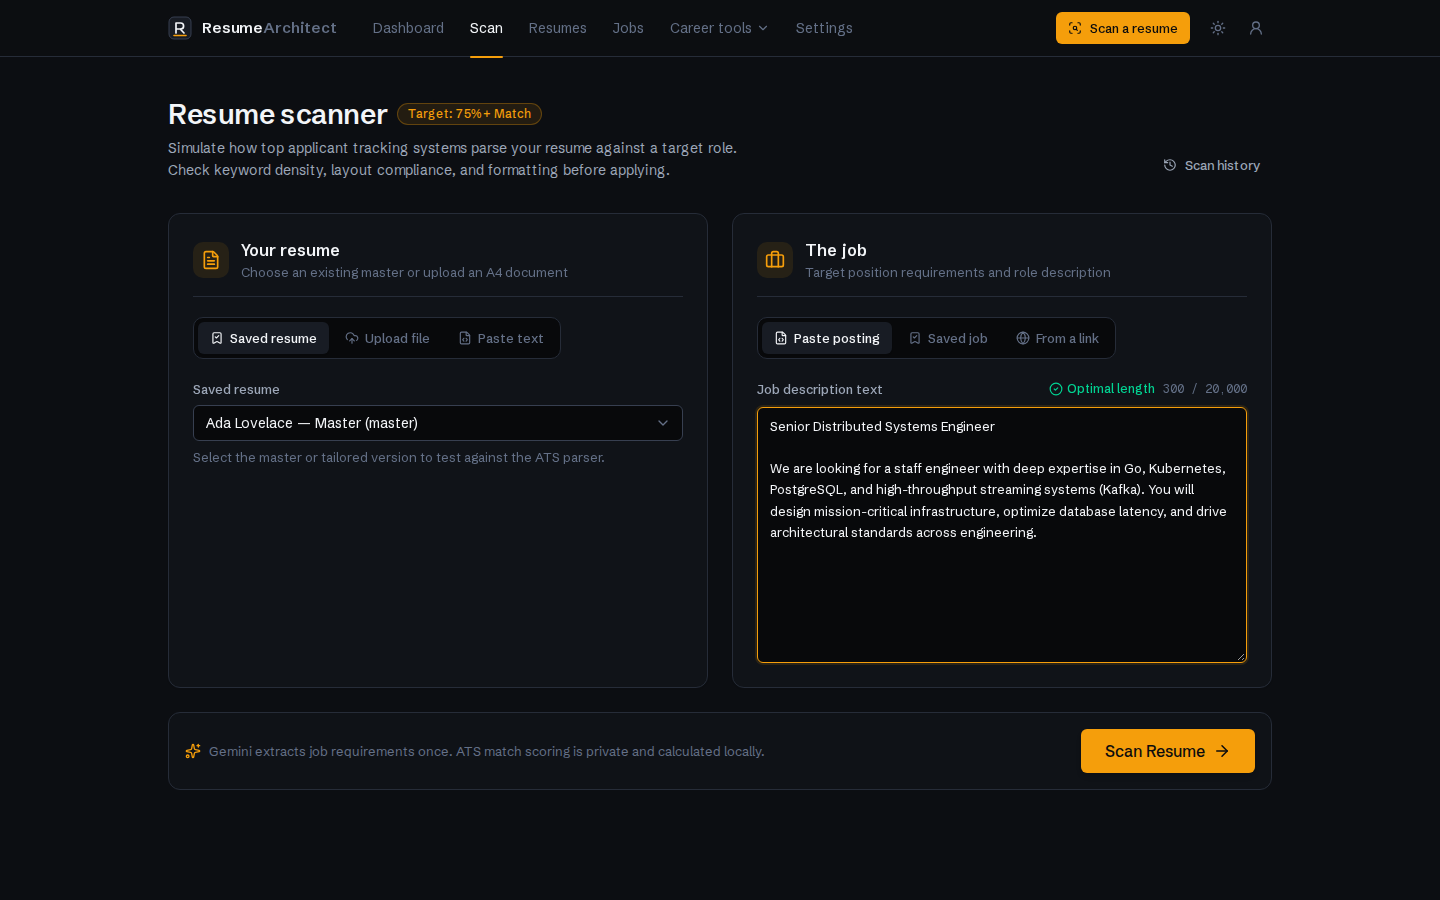 R ResumeArchitect Dashboard Scan Resumes Jobs Career tools Settings Scan a resume
Resume scanner Target: 75%+ Match
Simulate how top applicant tracking systems parse your resume against a target role.
Check keyword density, layout compliance, and formatting before applying.
Scan history
Your resume
Choose an existing master or upload an A4 document
Saved resume Upload file Paste text
Saved resume
Ada Lovelace — Master (master)
Select the master or tailored version to test against the ATS parser.
The job
Target position requirements and role description
Paste posting Saved job From a link
Job description text Optimal length 300 / 20,000
Senior Distributed Systems Engineer
We are looking for a staff engineer with deep expertise in Go, Kubernetes,
PostgreSQL, and high-throughput streaming systems (Kafka). You will
design mission-critical infrastructure, optimize database latency, and drive
architectural standards across engineering.
Gemini extracts job requirements once. ATS match scoring is private and calculated locally.
Scan Resume